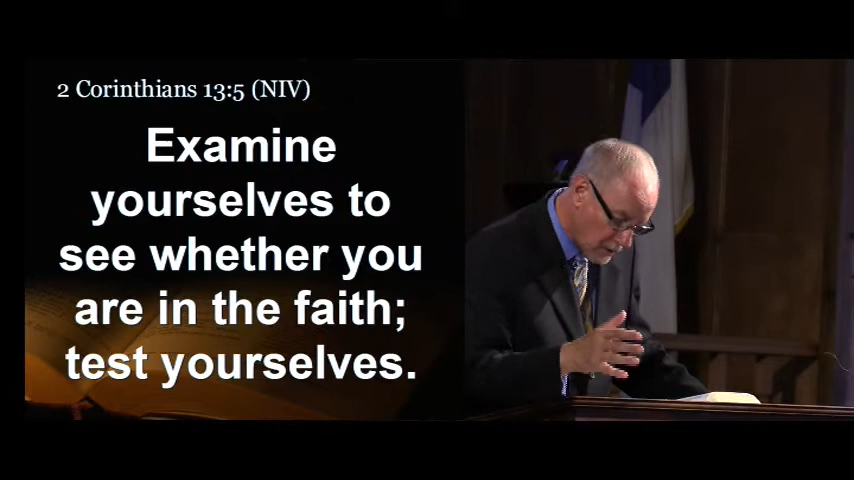 2 Corinthians 13:5 (NIV)
Examine
yourselves to
see whether you
are in the faith;
test yourselves.